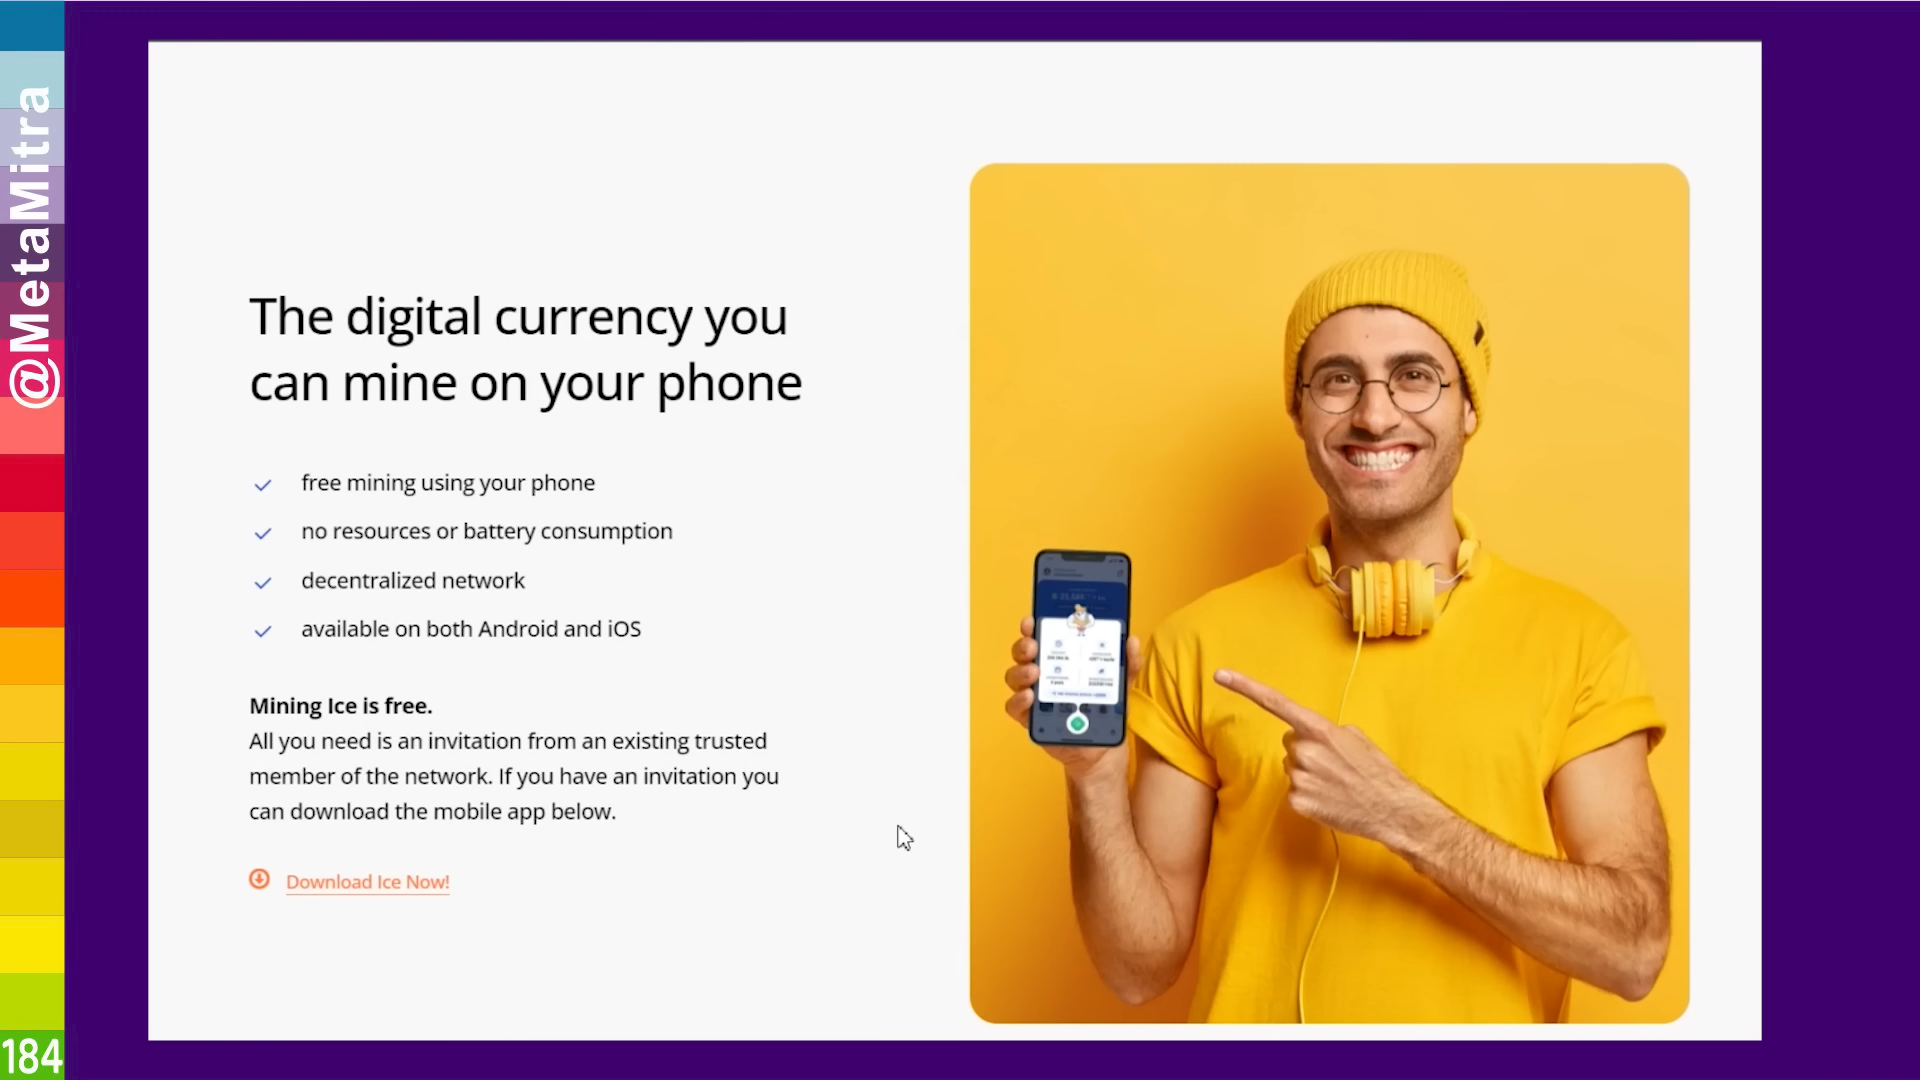 @MetaMitra
The digital currency you
can mine on your phone
free mining using your phone
no resources or battery consumption
decentralized network
available on both Android and iOS
Mining Ice is free.
All you need is an invitation from an existing trusted
member of the network. If you have an invitation you
can download the mobile app below.
Download Ice Now!
184